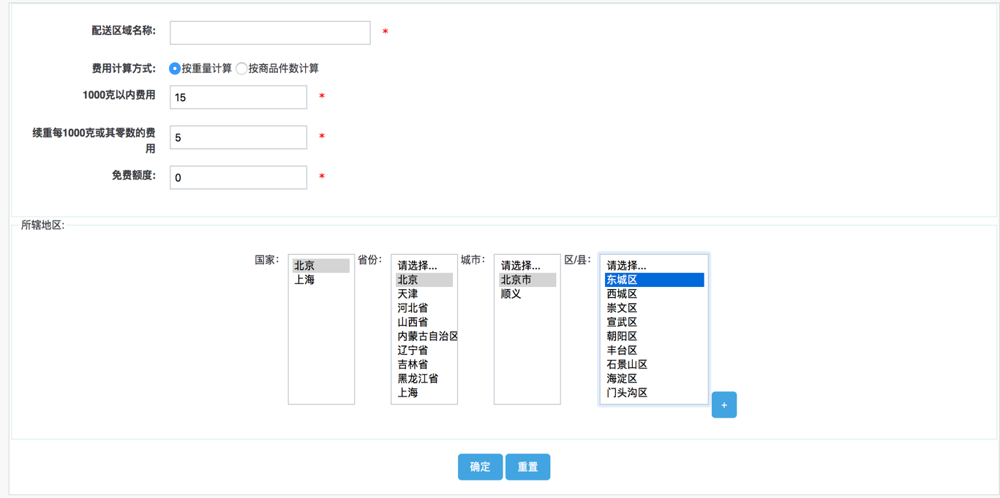 配送区域名称:
*
费用计算方式:
按重量计算
按商品件数计算
1000克以内费用
15
*
续重每1000克或其零数的费
用
5
*
免费额度:
0
*
所辖地区:
国家:
北京
上海
省份:
请选择...
北京
天津
河北省
山西省
内蒙古自治区
辽宁省
吉林省
黑龙江省
上海
城市:
请选择...
北京市
顺义
区/县:
请选择...
东城区
西城区
崇文区
宣武区
朝阳区
丰台区
石景山区
海淀区
门头沟区
+
确定
重置